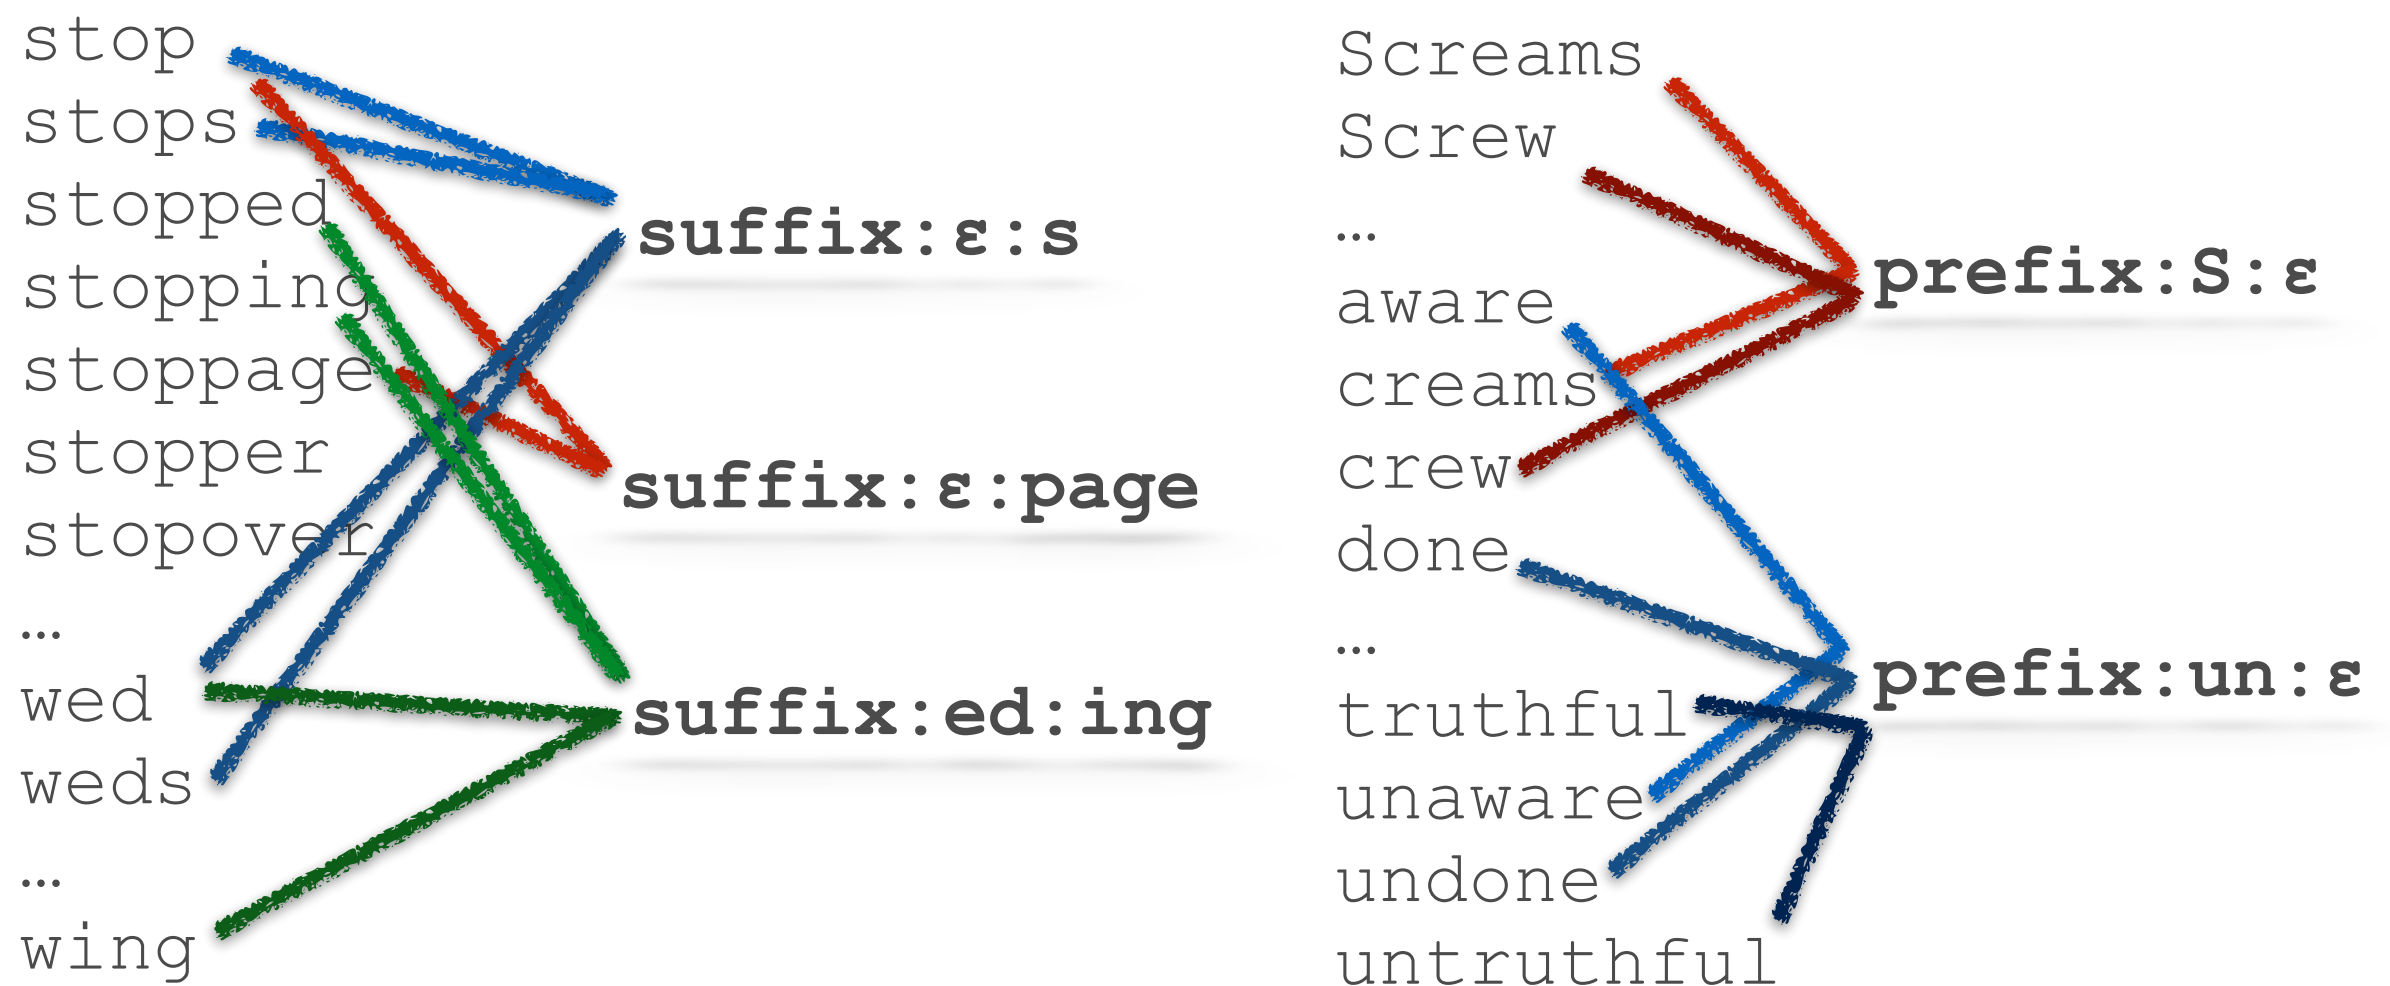 stop
stops
stopped
stopping
stoppage
stopper
stopover
…
wed
weds
…
wing
suffix:ε:s
suffix:ε:page
suffix:ed:ing
Screams
Screw
…
aware
creams
crew
done
…
truthful
unaware
undone
untruthful
prefix:S:ε
prefix:un:ε